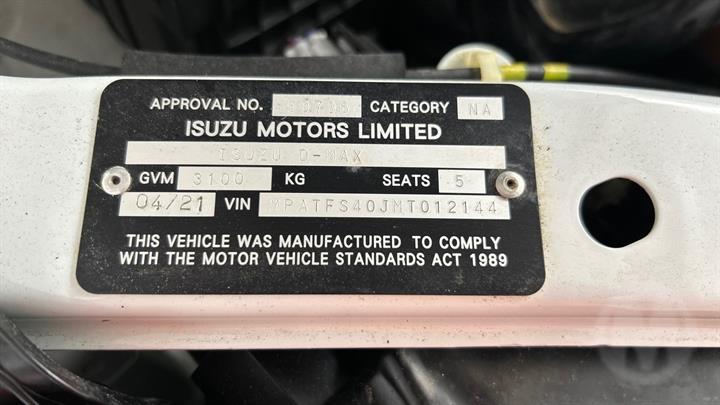 APPROVAL NO. CATEGORY NA
ISUZU MOTORS LIMITED
ISUZU D-MAX
GVM 3100 KG SEATS 5
04/21 VIN MPATFS40JMT012144
THIS VEHICLE WAS MANUFACTURED TO COMPLY
WITH THE MOTOR VEHICLE STANDARDS ACT 1989